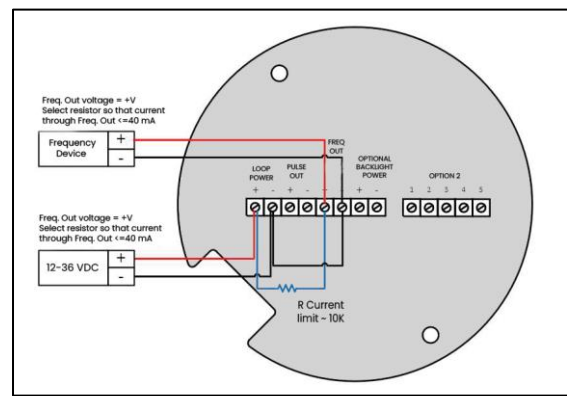 Freq. Out voltage = +V
Select resistor so that current
through Freq. Out <=40 mA
Frequency
Device
+
-
FREQ
OUT
LOOP
POWER
PULSE
OUT
OPTIONAL
BACKLIGHT
POWER
OPTION 2
+ - + - + - + -
1 2 3 4 5
Freq. Out voltage = +V
Select resistor so that current
through Freq. Out <=40 mA
12-36 VDC
+
-
R Current
limit ~ 10K